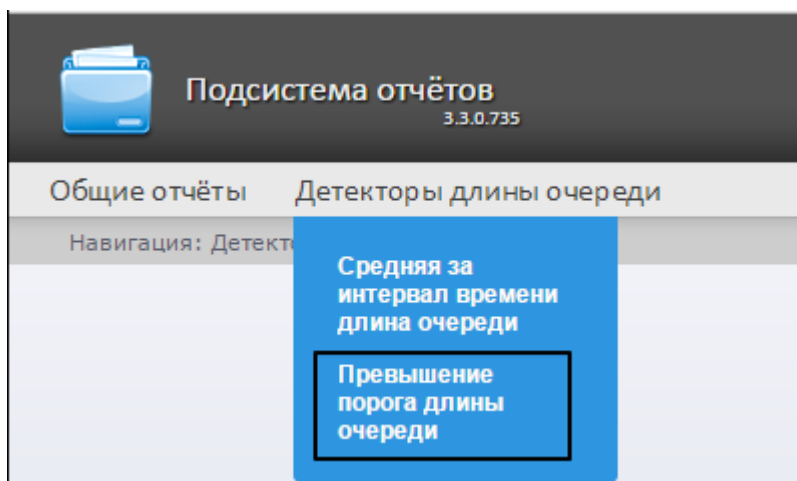 Подсистема отчётов
3.3.0.735
Общие отчёты Детекторы длины очереди
Навигация: Детект
Средняя за
интервал времени
длина очереди
Превышение
порога длины
очереди